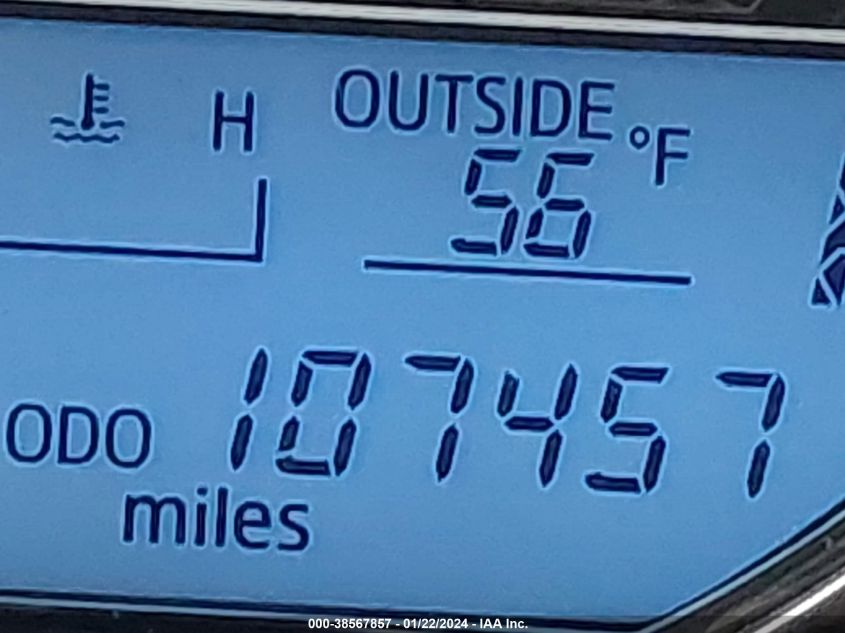 H
OUTSIDE
56 °F
ODO 107457
miles
000-38567857 - 01/22/2024 - IAA Inc.